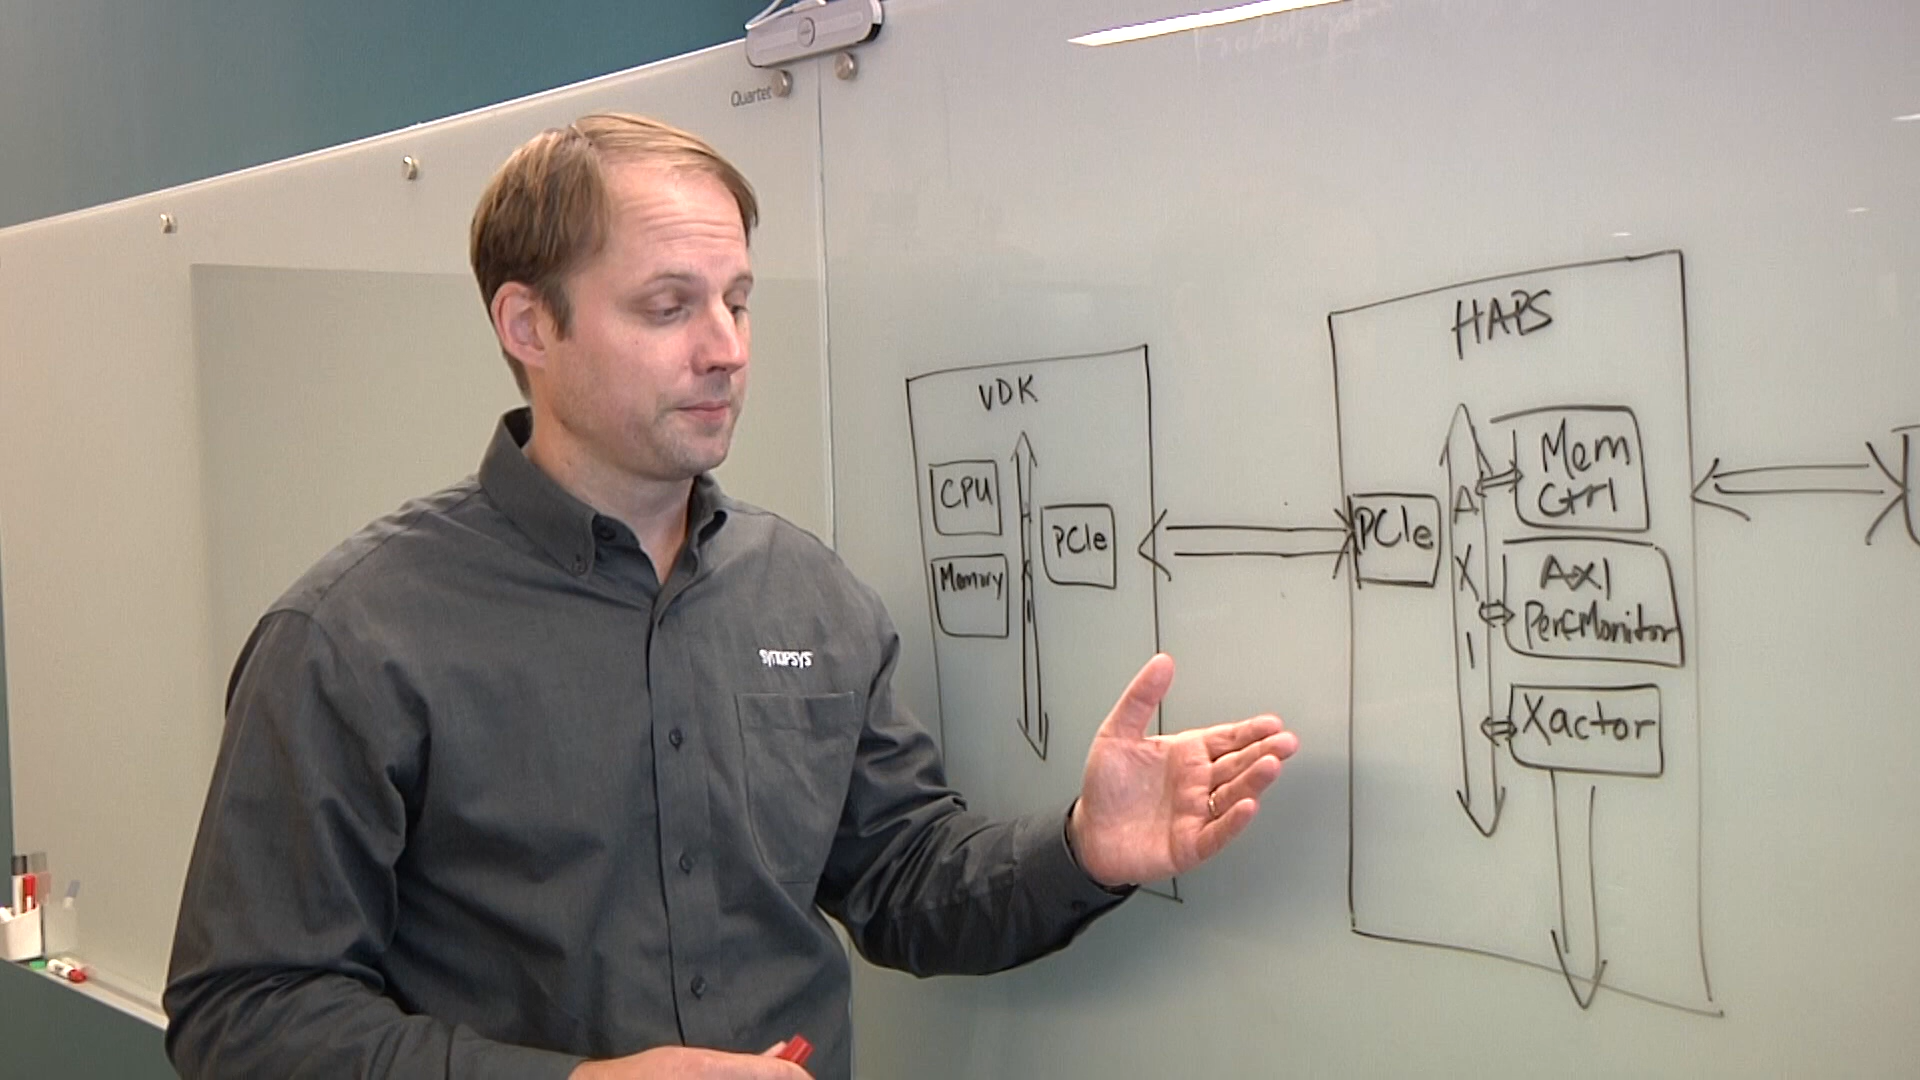 Quartet
SYNOPSYS
VDK
CPU
Memory
PCIe
HAPS
PCIe
A
X
I
Mem
Ctrl
AXI
PerfMonitor
Xactor